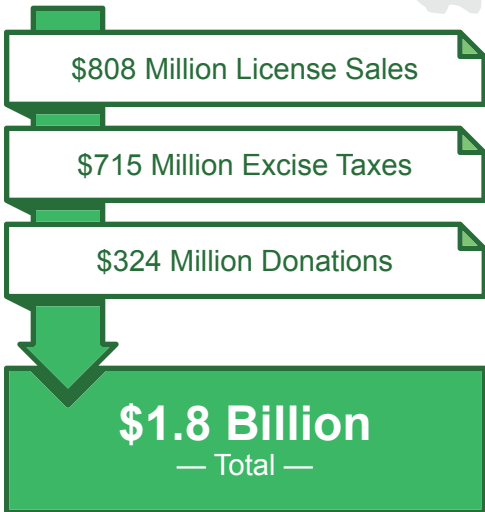 $808 Million License Sales
$715 Million Excise Taxes
$324 Million Donations
$1.8 Billion
— Total —